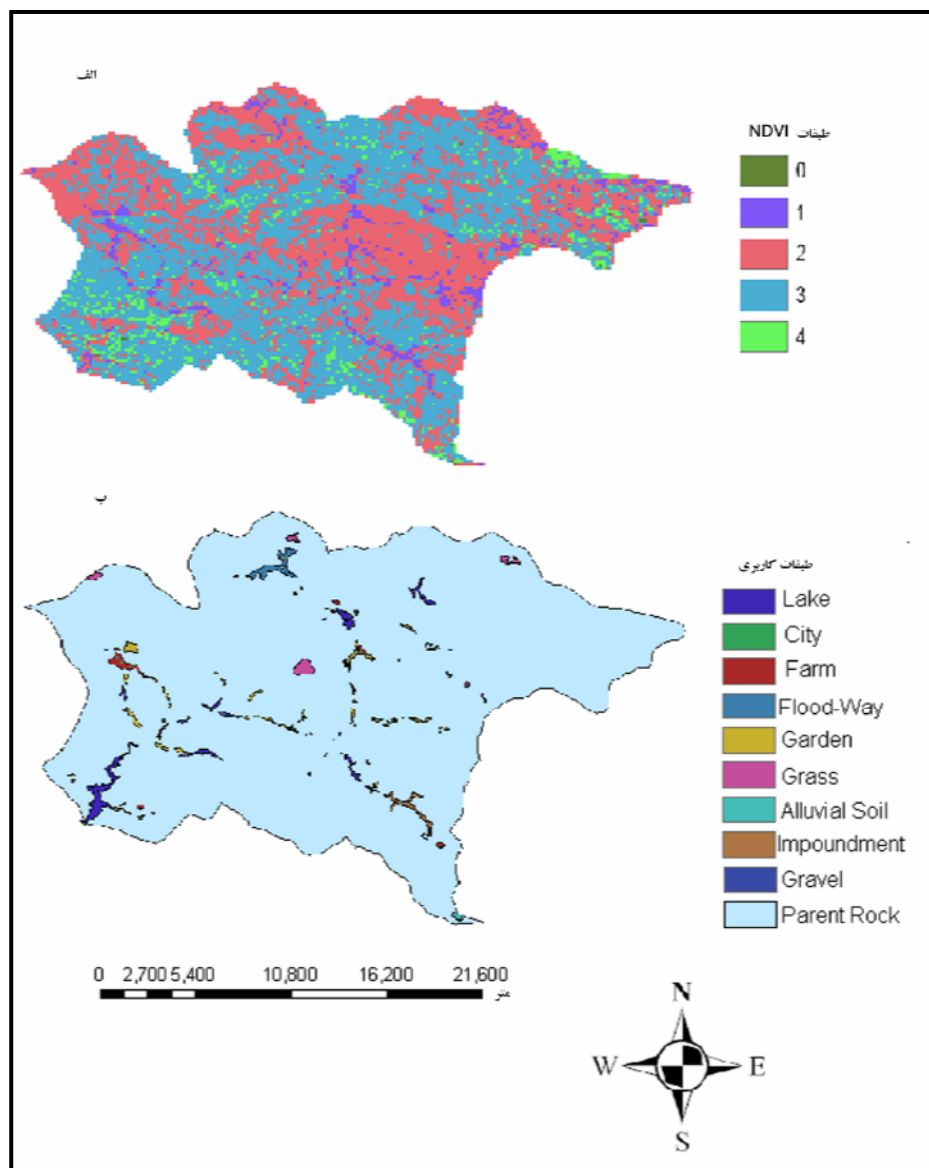 الف
طبقات NDVI
0
1
2
3
4
ب
طبقات کاربری
Lake
City
Farm
Flood-Way
Garden
Grass
Alluvial Soil
Impoundment
Gravel
Parent Rock
0 2,700 5,400 10,800 16,200 21,600
متر
N
W E
S